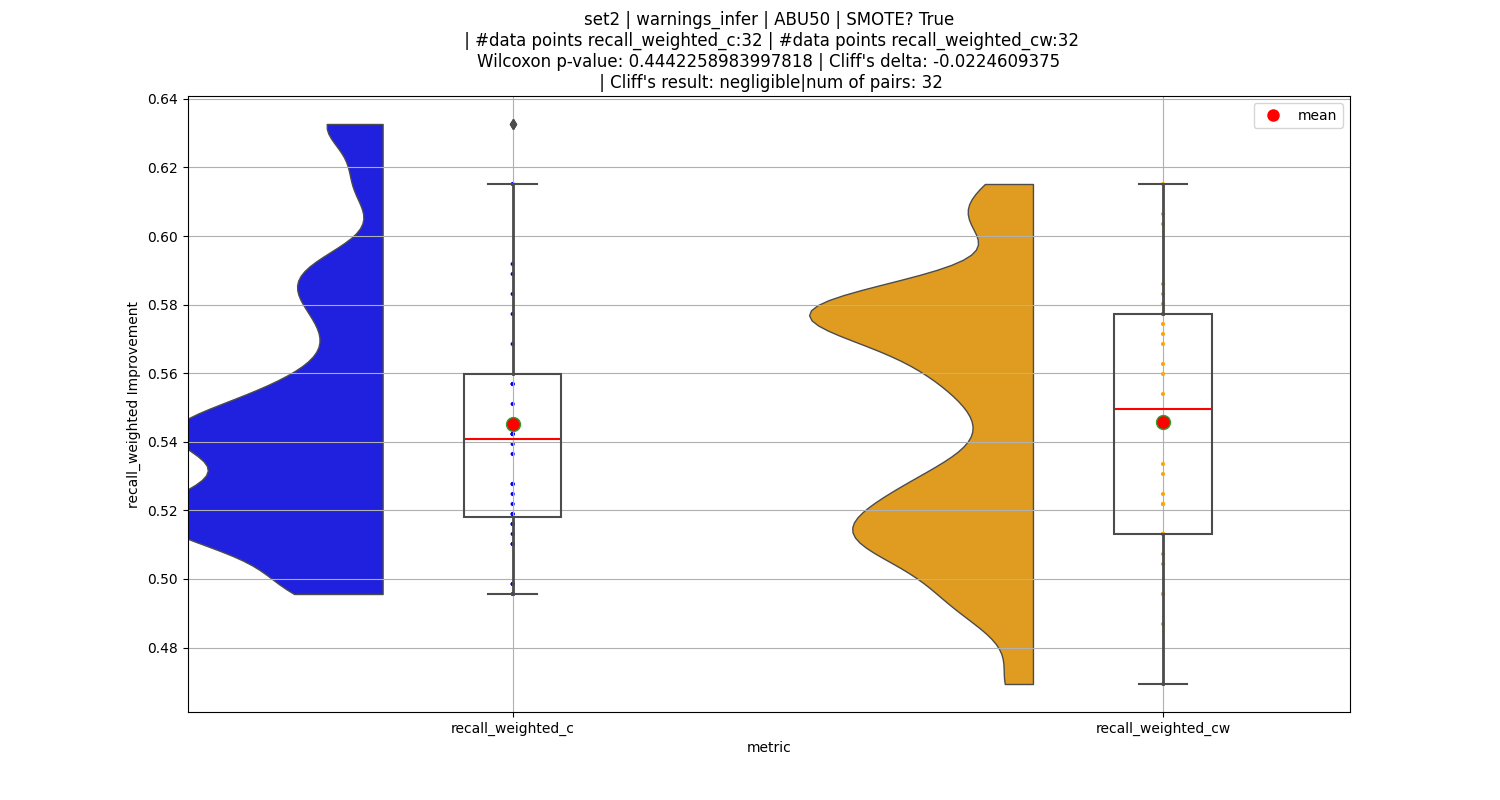 set2 | warnings_infer | ABU50 | SMOTE? True
| #data points recall_weighted_c:32 | #data points recall_weighted_cw:32
Wilcoxon p-value: 0.4442258983997818 | Cliff's delta: -0.0224609375
| Cliff's result: negligible|num of pairs: 32
mean
0.64
0.62
0.60
0.58
0.56
0.54
0.52
0.50
0.48
recall_weighted Improvement
recall_weighted_c
recall_weighted_cw
metric